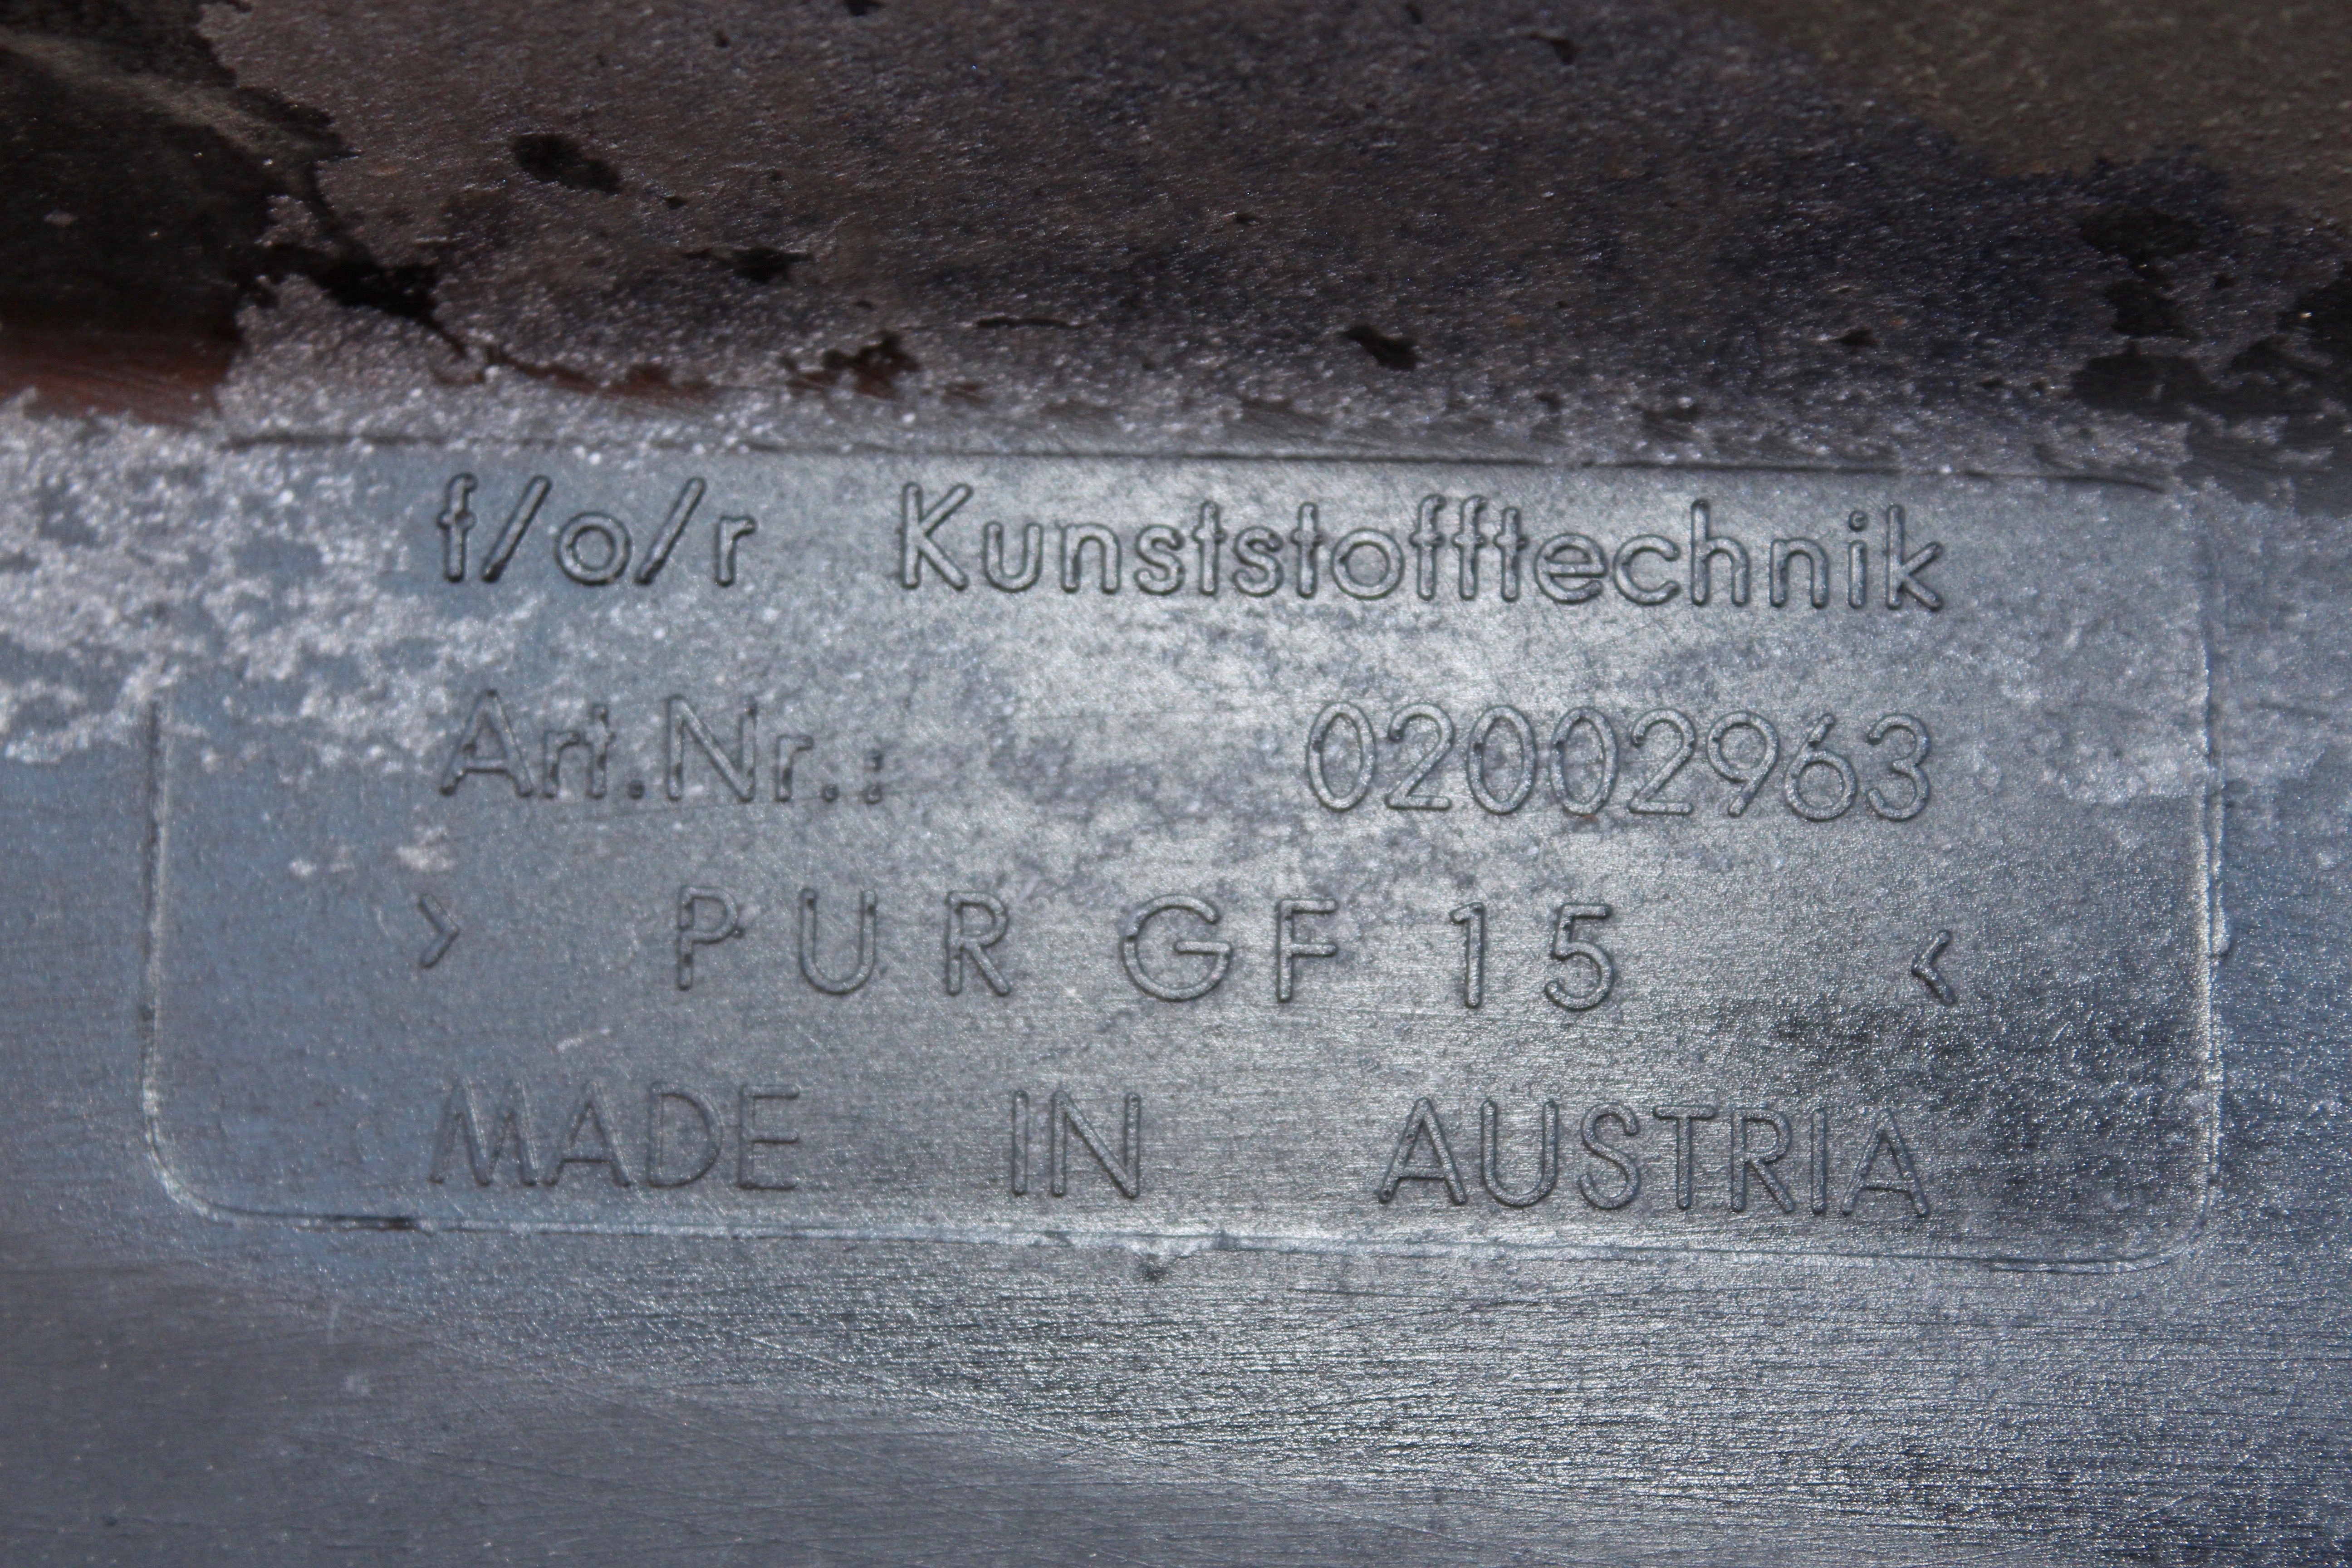 f/o/r Kunststofftechnik
Art.Nr.: 02002963
> PUR GF 15 <
MADE IN AUSTRIA